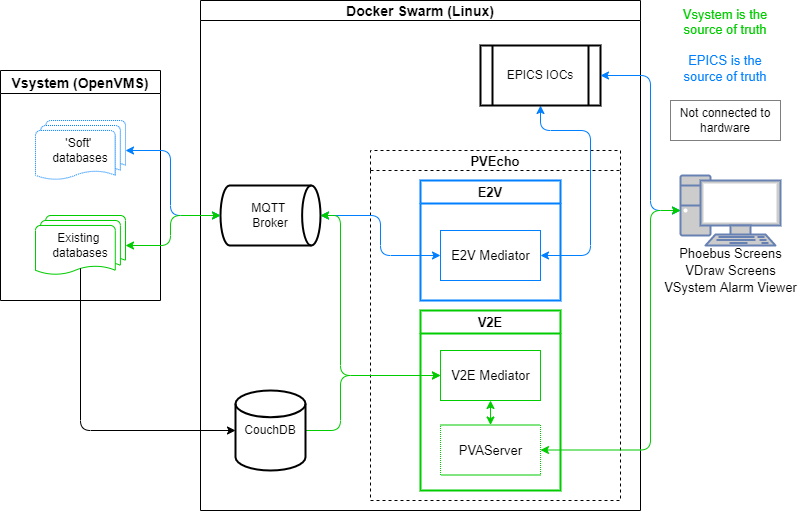 Docker Swarm (Linux)
Vsystem is the
source of truth
EPICS is the
source of truth
Not connected to
hardware
Vsystem (OpenVMS)
'Soft'
databases
Existing
databases
MQTT
Broker
CouchDB
EPICS IOCs
PVEcho
E2V
E2V Mediator
V2E
V2E Mediator
PVAServer
Phoebus Screens
VDraw Screens
VSystem Alarm Viewer